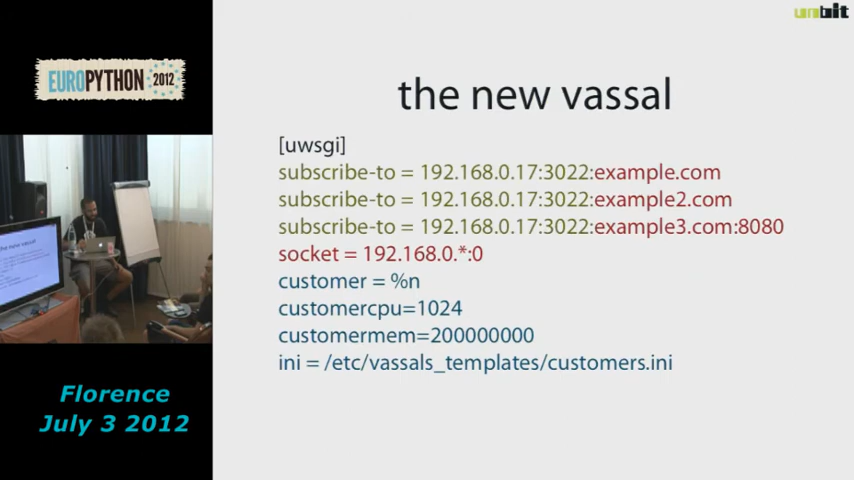 unbit
EUROPYTHON 2012
the new vassal
[uwsgi]
subscribe-to = 192.168.0.17:3022:example.com
subscribe-to = 192.168.0.17:3022:example2.com
subscribe-to = 192.168.0.17:3022:example3.com:8080
socket = 192.168.0.*:0
customer = %n
customercpu=1024
customermem=200000000
ini = /etc/vassals_templates/customers.ini
the new vassal
Florence
July 3 2012